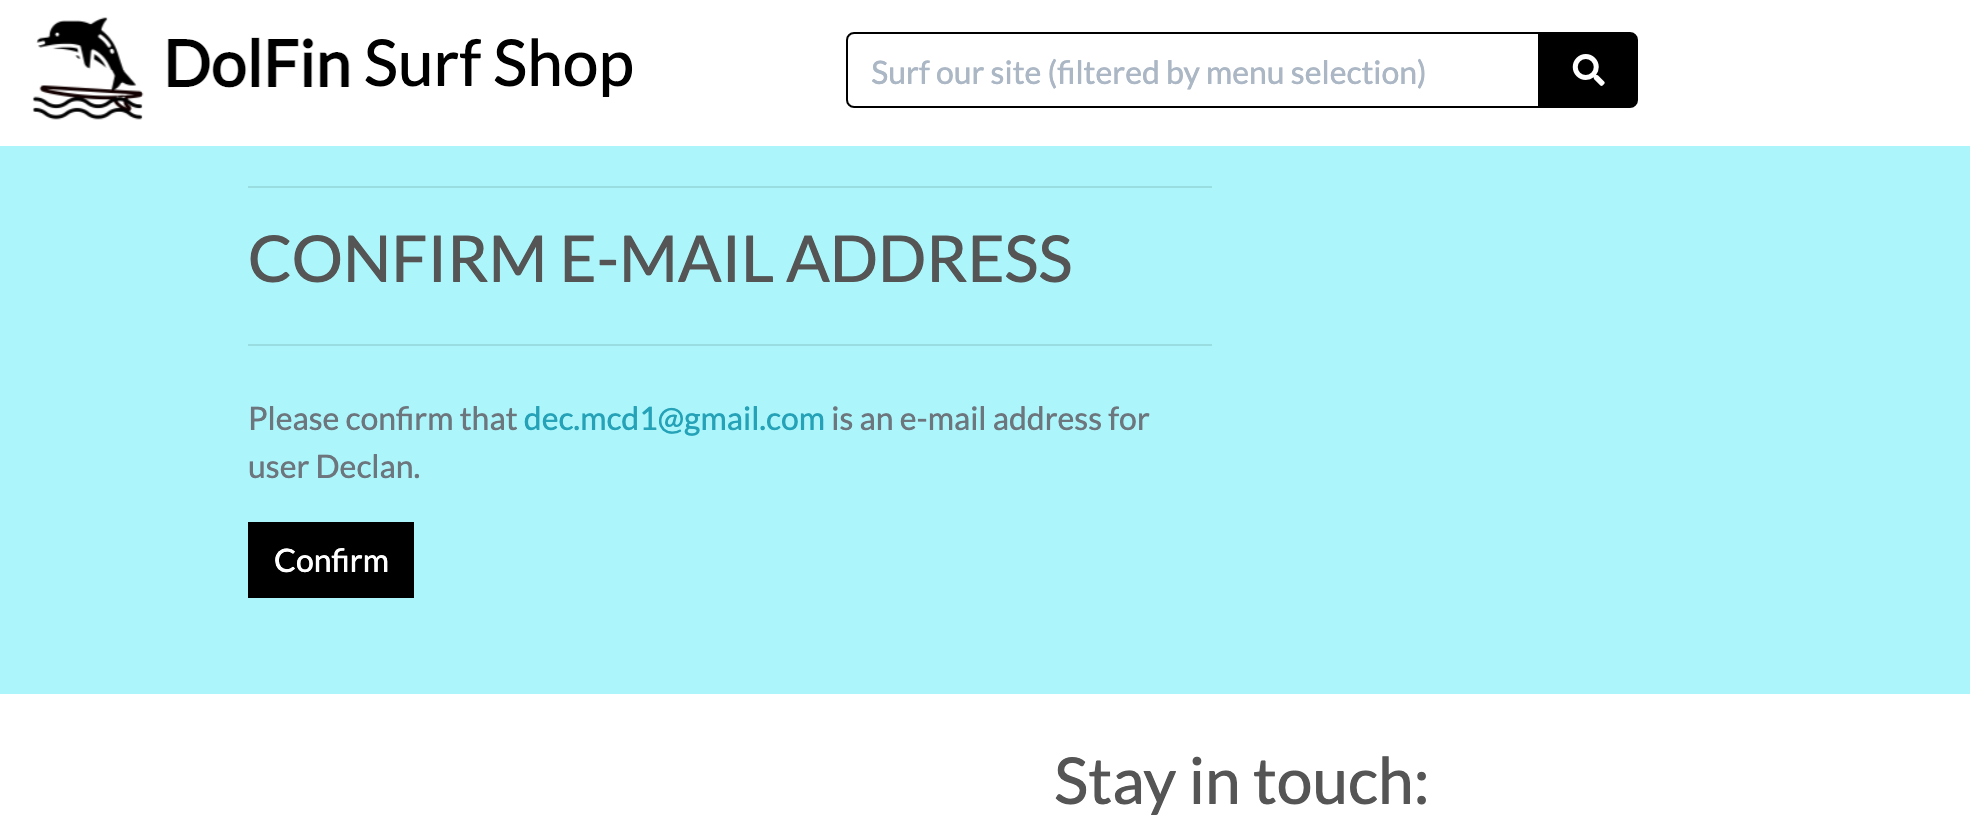 DolFin Surf Shop
Surf our site (filtered by menu selection)
CONFIRM E-MAIL ADDRESS
Please confirm that dec.mcd1@gmail.com is an e-mail address for
user Declan.
Confirm
Stay in touch: